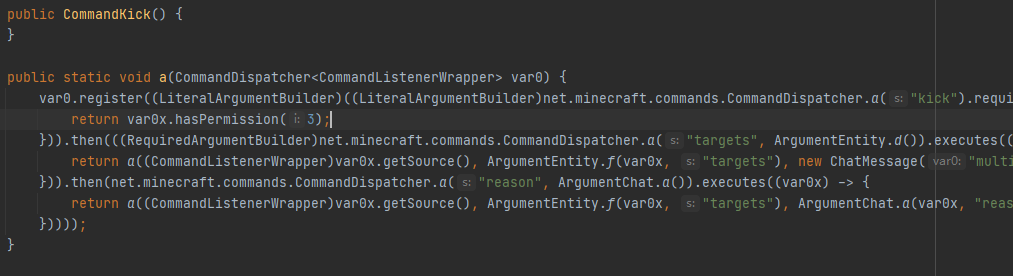 public CommandKick() {
}
public static void a(CommandDispatcher<CommandListenerWrapper> var0) {
var0.register((LiteralArgumentBuilder)((LiteralArgumentBuilder)net.minecraft.commands.CommandDispatcher.a( s: "kick").requi
return var0x.hasPermission( i: 3);
})).then(((RequiredArgumentBuilder)net.minecraft.commands.CommandDispatcher.a( s: "targets", ArgumentEntity.d()).executes((
return a((CommandListenerWrapper)var0x.getSource(), ArgumentEntity.f(var0x, s: "targets"), new ChatMessage( var0: "multi
})).then(net.minecraft.commands.CommandDispatcher.a( s: "reason", ArgumentChat.a()).executes((var0x) -> {
return a((CommandListenerWrapper)var0x.getSource(), ArgumentEntity.f(var0x, s: "targets"), ArgumentChat.a(var0x, "reas
}))));
}